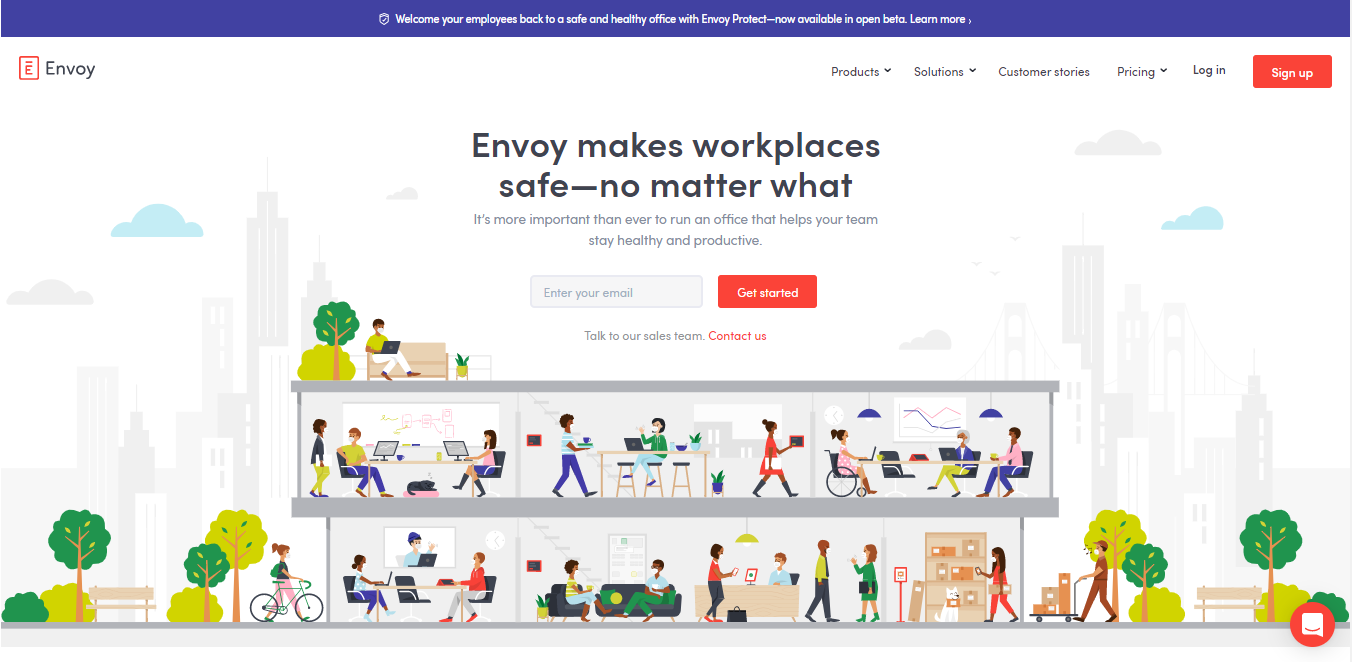 Welcome your employees back to a safe and healthy office with Envoy Protect—now available in open beta. Learn more ›
Envoy
Products
Solutions
Customer stories
Pricing
Log in
Sign up
Envoy makes workplaces
safe—no matter what
It's more important than ever to run an office that helps your team
stay healthy and productive.
Enter your email
Get started
Talk to our sales team. Contact us